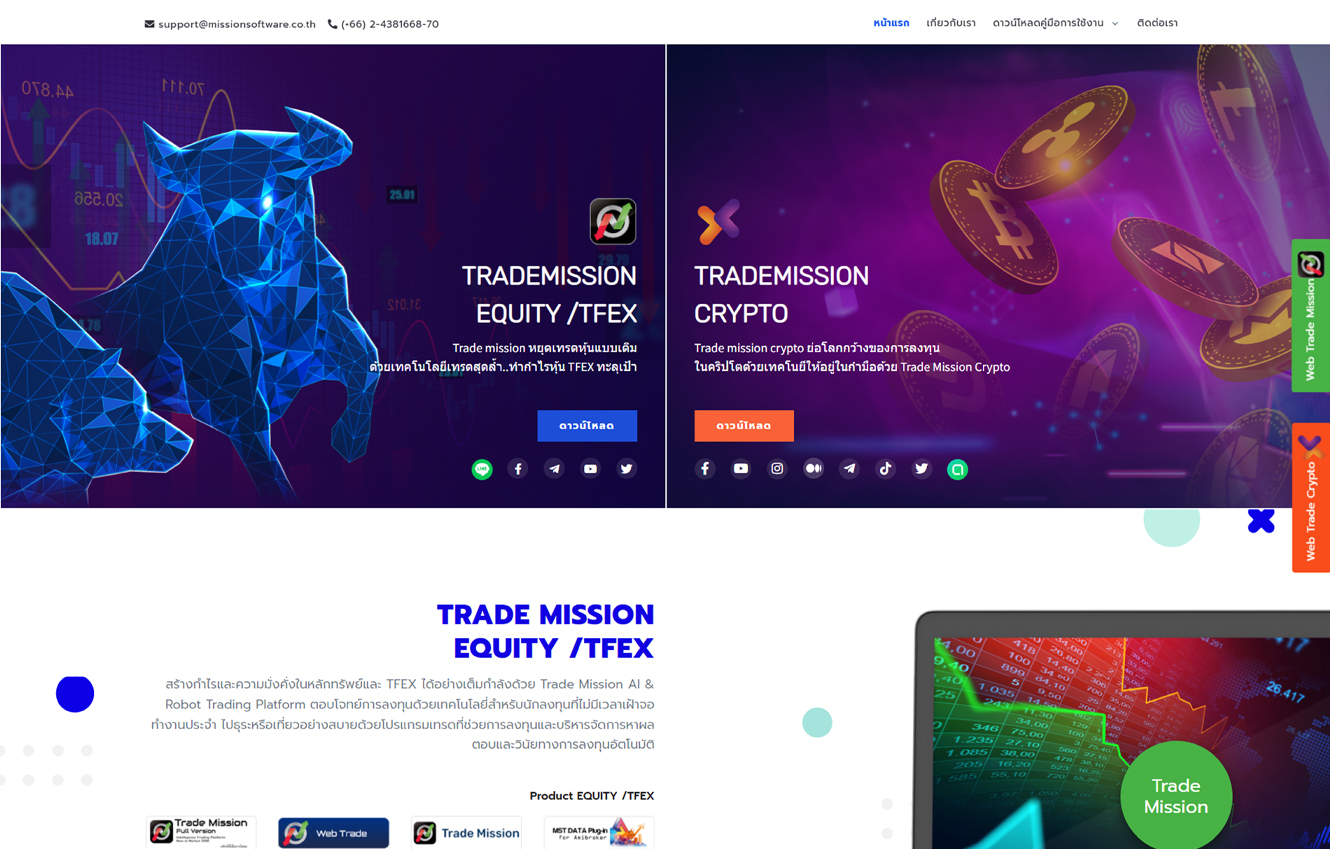 support@missionsoftware.co.th (+66) 2-4381668-70
หน้าแรก เกี่ยวกับเรา ดาวน์โหลดคู่มือการใช้งาน ติดต่อเรา
44.870
70.111
20.556
18.07
25.01
31.012
TRADEMISSION
EQUITY /TFEX
Trade mission หยุดเทรดหุ้นแบบเดิม
ด้วยเทคโนโลยีเทรดสุดล้ำ..ทำกำไรหุ้น TFEX ทะลุเป้า
ดาวน์โหลด
LINE
TRADEMISSION
CRYPTO
Trade mission crypto ย่อโลกกว้างของการลงทุน
ในคริปโตด้วยเทคโนยีให้อยู่ในกำมือด้วย Trade Mission Crypto
ดาวน์โหลด
Web Trade Mission
Web Trade Crypto
TRADE MISSION
EQUITY /TFEX
สร้างกำไรและความมั่งคั่งในหลักทรัพย์และ TFEX ได้อย่างเต็มกำลังด้วย Trade Mission AI &
Robot Trading Platform ตอบโจทย์การลงทุนด้วยเทคโนโลยี่สำหรับนักลงทุนที่ไม่มีเวลาเฝ้าจอ
ทำงานประจำ ไปธุระหรือเที่ยวอย่างสบายด้วยโปรแกรมเทรดที่ช่วยการลงทุนและบริหารจัดการหาผล
ตอบและวินัยทางการลงทุนอัตโนมัติ
Product EQUITY /TFEX
Trade Mission
Full Version
Web Trade
Trade Mission
MST DATA Plug-in
for Amibroker
26.417
Trade
Mission